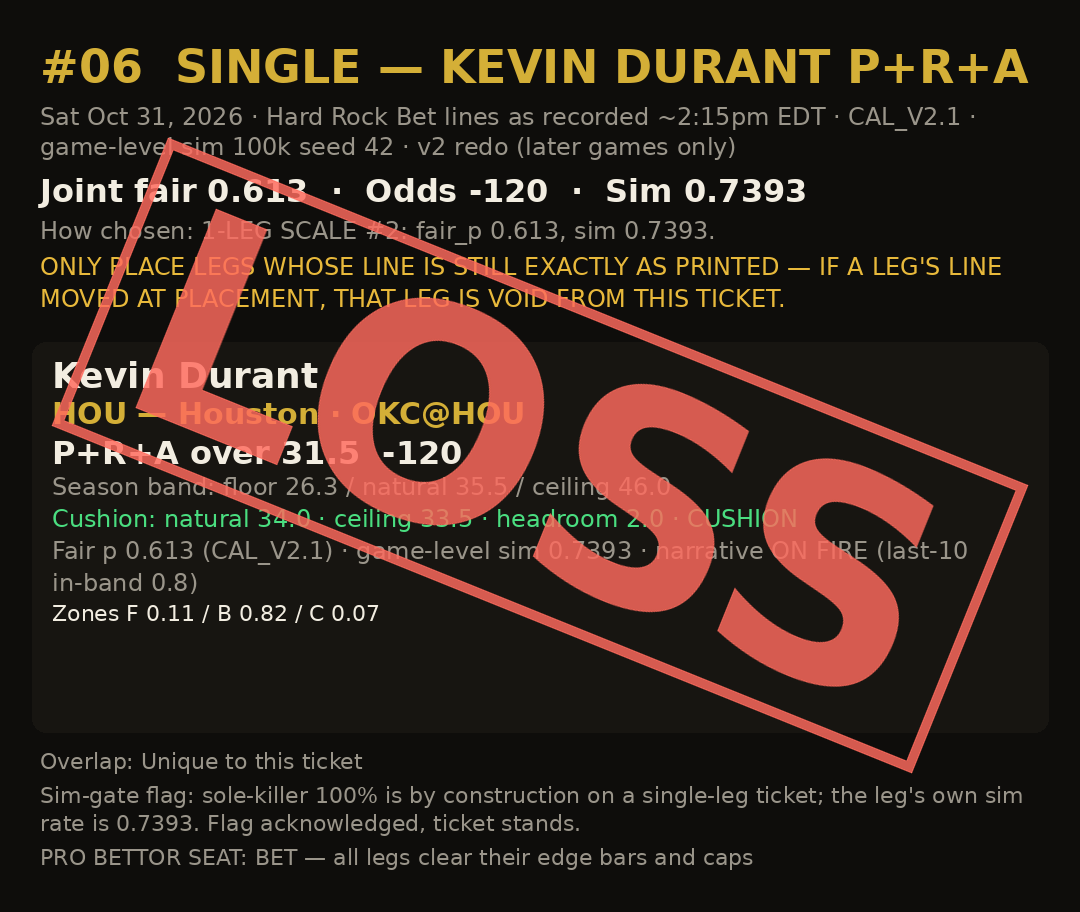 #06 SINGLE — KEVIN DURANT P+R+A
Sat Oct 31, 2026 · Hard Rock Bet lines as recorded ~2:15pm EDT · CAL_V2.1 ·
game-level sim 100k seed 42 · v2 redo (later games only)
Joint fair 0.613 · Odds -120 · Sim 0.7393
How chosen: 1-LEG SCALE #2: fair_p 0.613, sim 0.7393.
ONLY PLACE LEGS WHOSE LINE IS STILL EXACTLY AS PRINTED — IF A LEG'S LINE
MOVED AT PLACEMENT, THAT LEG IS VOID FROM THIS TICKET.
LOSS
Kevin Durant
HOU — Houston · OKC@HOU
P+R+A over 31.5 -120
Season band: floor 26.3 / natural 35.5 / ceiling 46.0
Cushion: natural 34.0 · ceiling 33.5 · headroom 2.0 · CUSHION
Fair p 0.613 (CAL_V2.1) · game-level sim 0.7393 · narrative ON FIRE (last-10
in-band 0.8)
Zones F 0.11 / B 0.82 / C 0.07
Overlap: Unique to this ticket
Sim-gate flag: sole-killer 100% is by construction on a single-leg ticket; the leg's own sim
rate is 0.7393. Flag acknowledged, ticket stands.
PRO BETTOR SEAT: BET — all legs clear their edge bars and caps